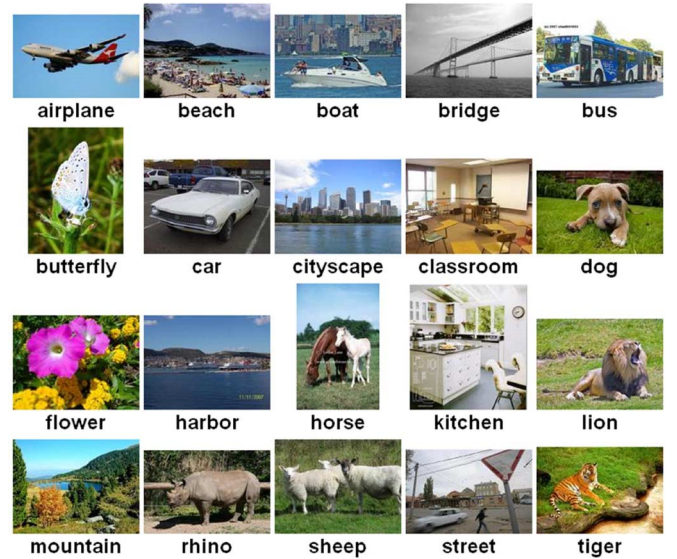 airplane
beach
boat
bridge
bus
butterfly
car
cityscape
classroom
dog
flower
harbor
horse
kitchen
lion
mountain
rhino
sheep
street
tiger